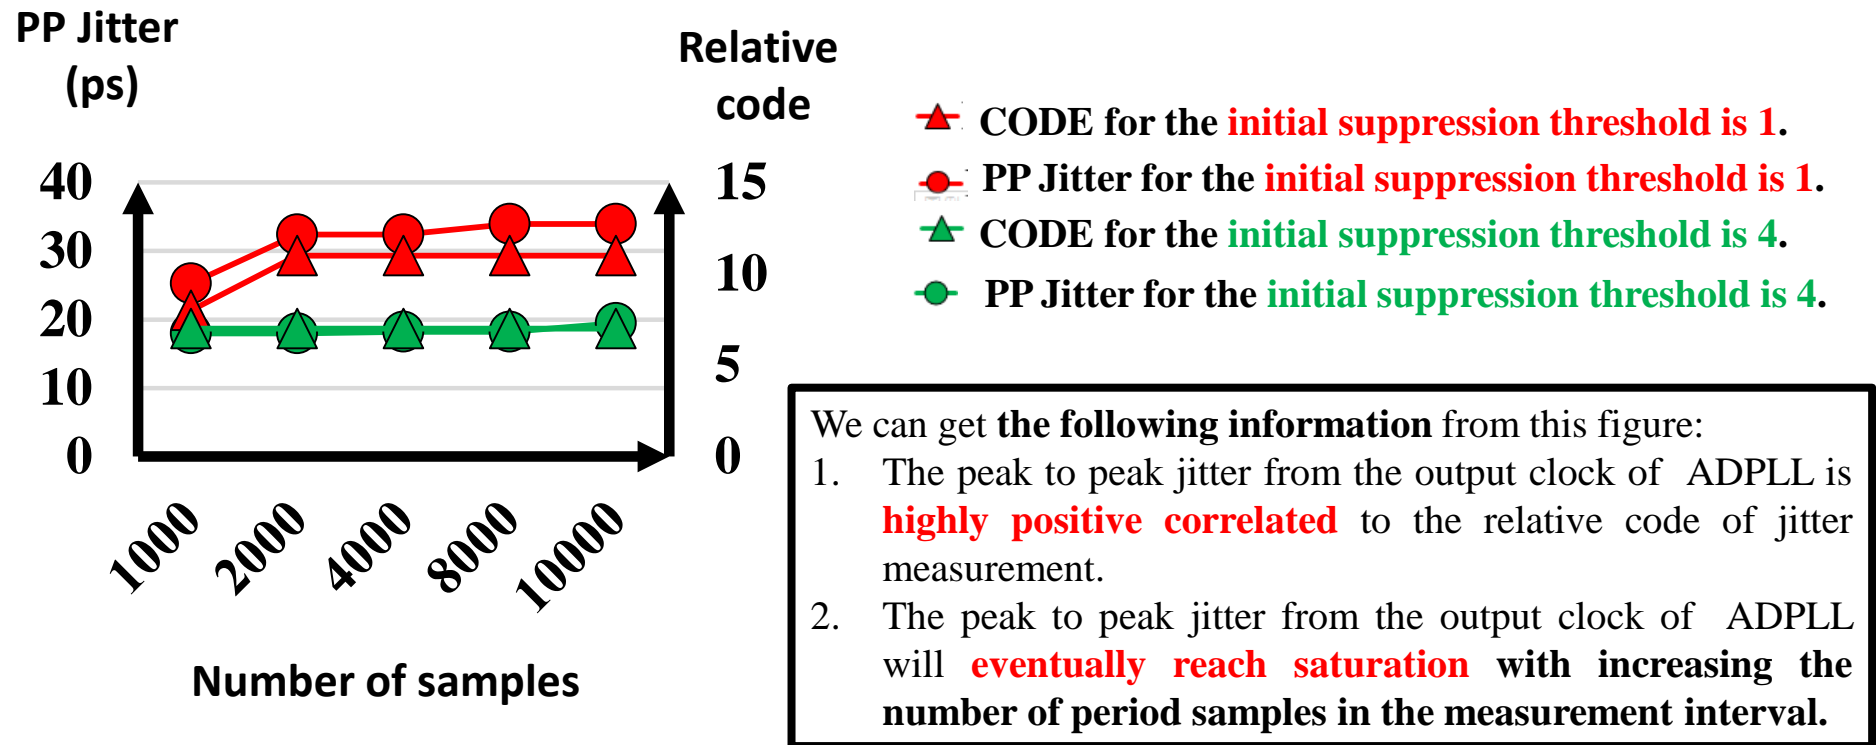 PP Jitter
(ps)
Relative
code
40
30
20
10
0
15
10
5
0
1000
2000
4000
8000
10000
Number of samples
CODE for the initial suppression threshold is 1.
PP Jitter for the initial suppression threshold is 1.
CODE for the initial suppression threshold is 4.
PP Jitter for the initial suppression threshold is 4.
We can get the following information from this figure:
1. The peak to peak jitter from the output clock of ADPLL is
highly positive correlated to the relative code of jitter
measurement.
2. The peak to peak jitter from the output clock of ADPLL
will eventually reach saturation with increasing the
number of period samples in the measurement interval.